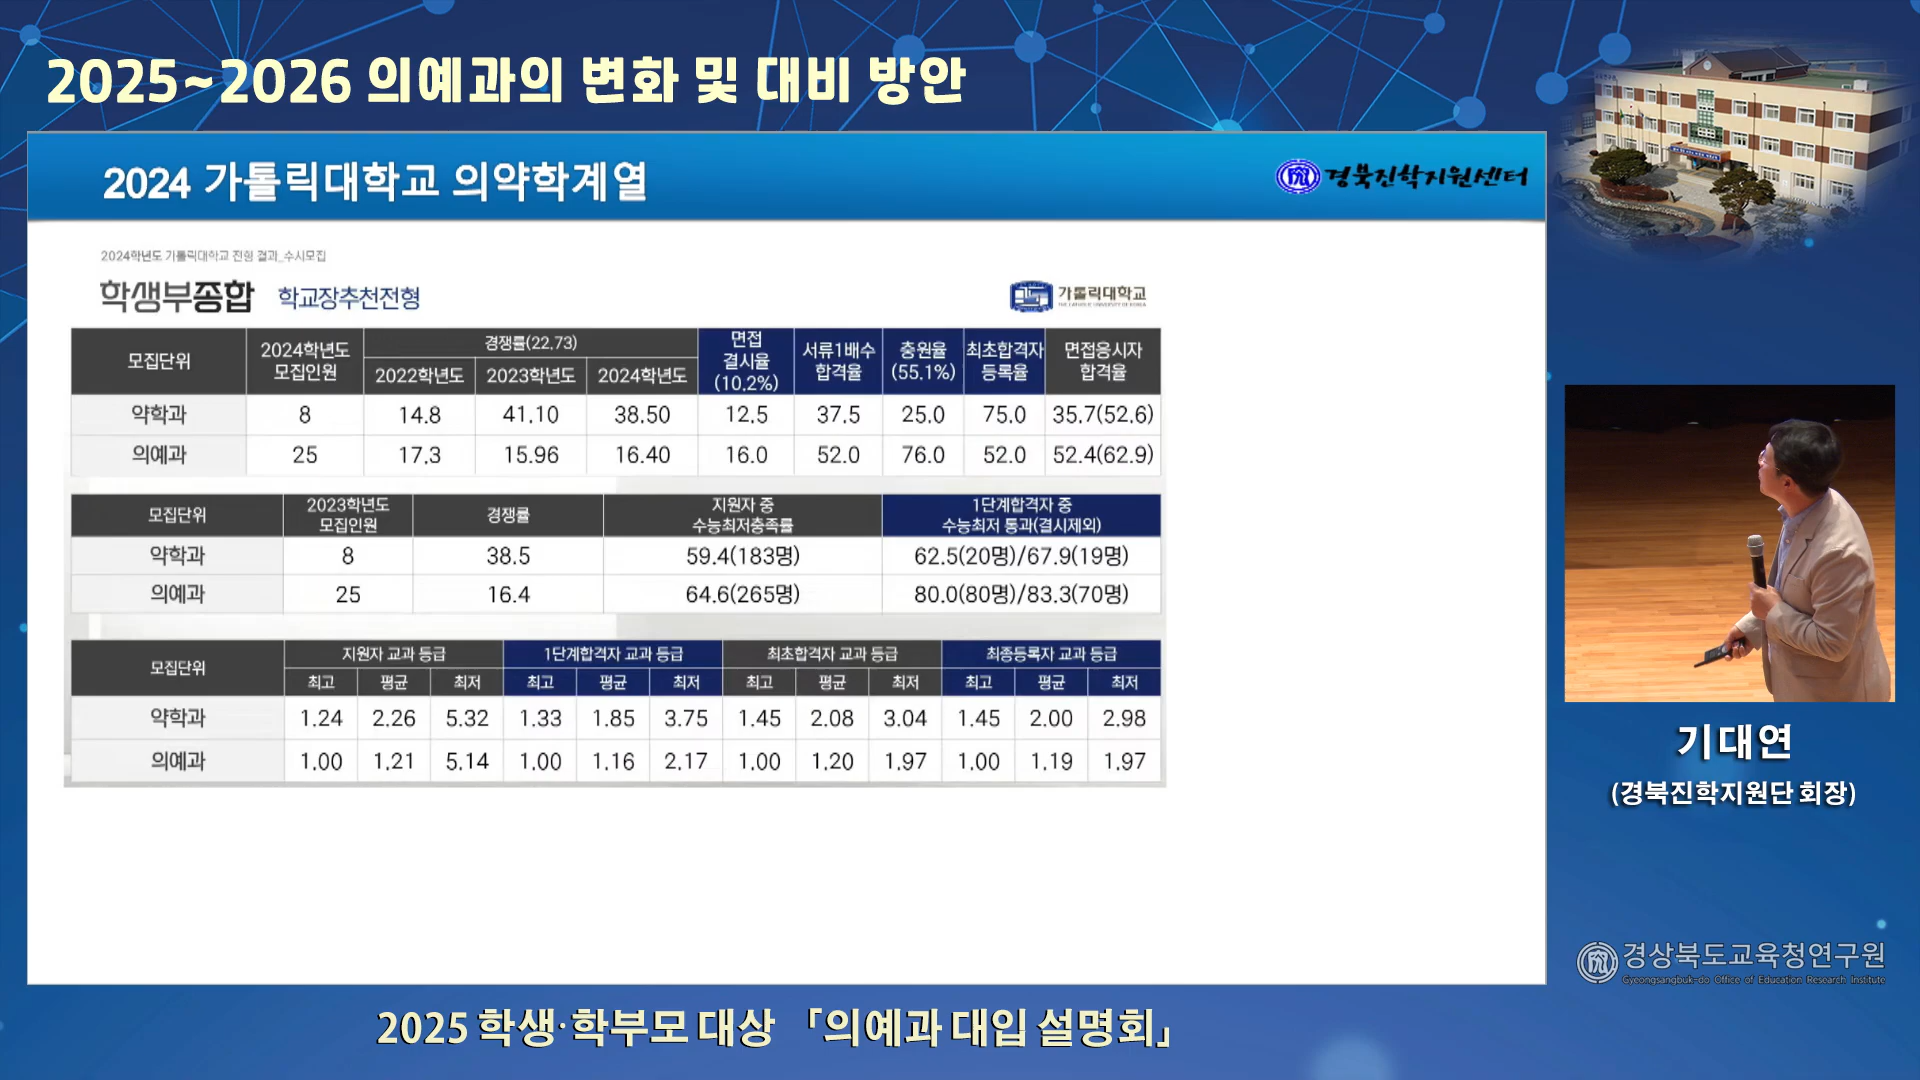 2025~2026 의예과의 변화 및 대비 방안
2024 가톨릭대학교 의약학계열
경북진학지원센터
2024학년도 가톨릭대학교 전형 결과_수시모집
학생부종합 학교장추천전형
가톨릭대학교
THE CATHOLIC UNIVERSITY OF KOREA
모집단위 2024학년도 모집인원 경쟁률(22.73) 면접 결시율 (10.2%) 서류1배수 합격율 충원율 (55.1%) 최초합격자 등록율 면접응시자 합격율
2022학년도 2023학년도 2024학년도
약학과 8 14.8 41.10 38.50 12.5 37.5 25.0 75.0 35.7(52.6)
의예과 25 17.3 15.96 16.40 16.0 52.0 76.0 52.0 52.4(62.9)
모집단위 2023학년도 모집인원 경쟁률 지원자 중 수능최저충족률 1단계합격자 중 수능최저 통과(결시제외)
약학과 8 38.5 59.4(183명) 62.5(20명)/67.9(19명)
의예과 25 16.4 64.6(265명) 80.0(80명)/83.3(70명)
모집단위 지원자 교과 등급 1단계합격자 교과 등급 최초합격자 교과 등급 최종등록자 교과 등급
최고 평균 최저 최고 평균 최저 최고 평균 최저 최고 평균 최저
약학과 1.24 2.26 5.32 1.33 1.85 3.75 1.45 2.08 3.04 1.45 2.00 2.98
의예과 1.00 1.21 5.14 1.00 1.16 2.17 1.00 1.20 1.97 1.00 1.19 1.97
기대연
(경북진학지원단 회장)
경상북도교육청연구원
Gyeongsangbuk-do Office of Education Research Institute
2025 학생·학부모 대상 「의예과 대입 설명회」